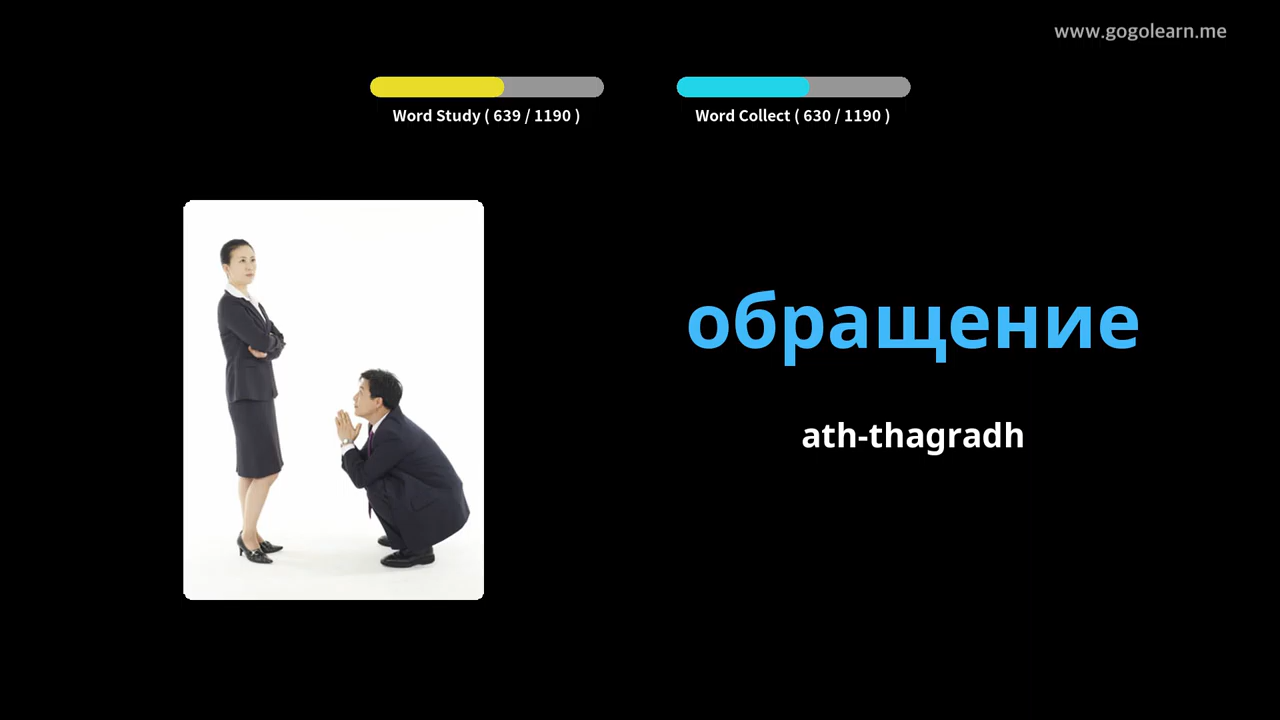 www.gogolearn.me
Word Study ( 639 / 1190 )
Word Collect ( 630 / 1190 )
обращение
ath-thagradh